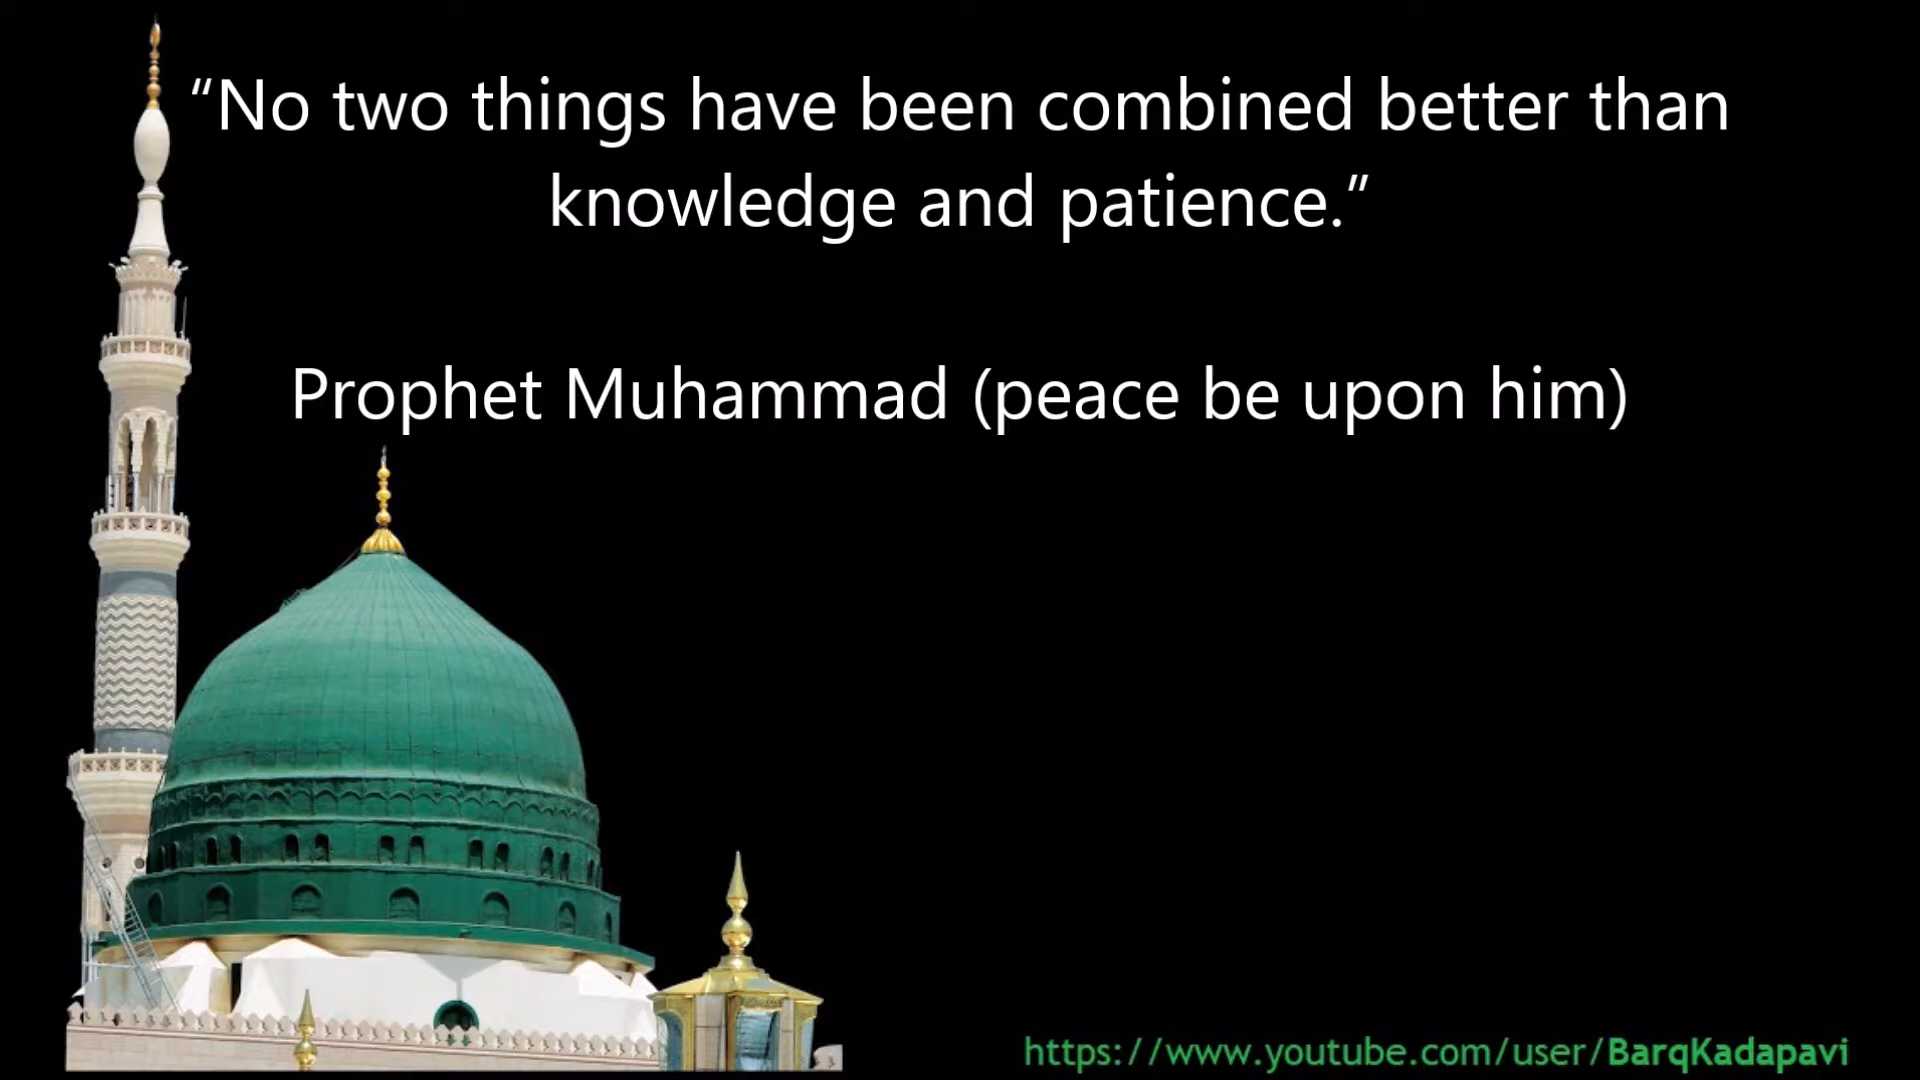 “No two things have been combined better than
knowledge and patience.”
Prophet Muhammad (peace be upon him)
https://www.youtube.com/user/BarqKadapavi